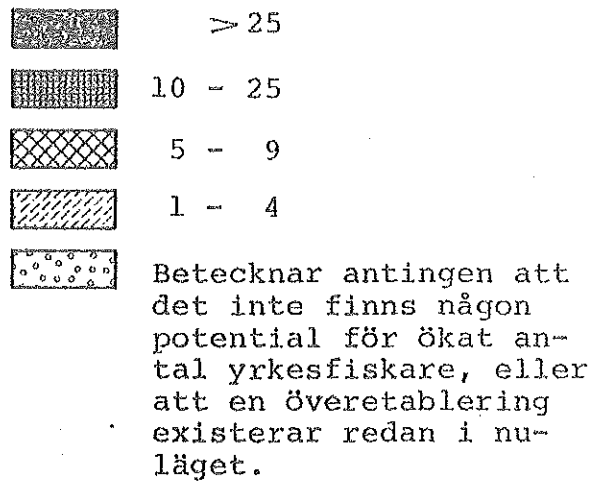 > 25
10 - 25
5 - 9
1 - 4
Betecknar antingen att
det inte finns någon
potential för ökat an-
tal yrkesfiskare, eller
att en överetablering
existerar redan i nu-
läget.